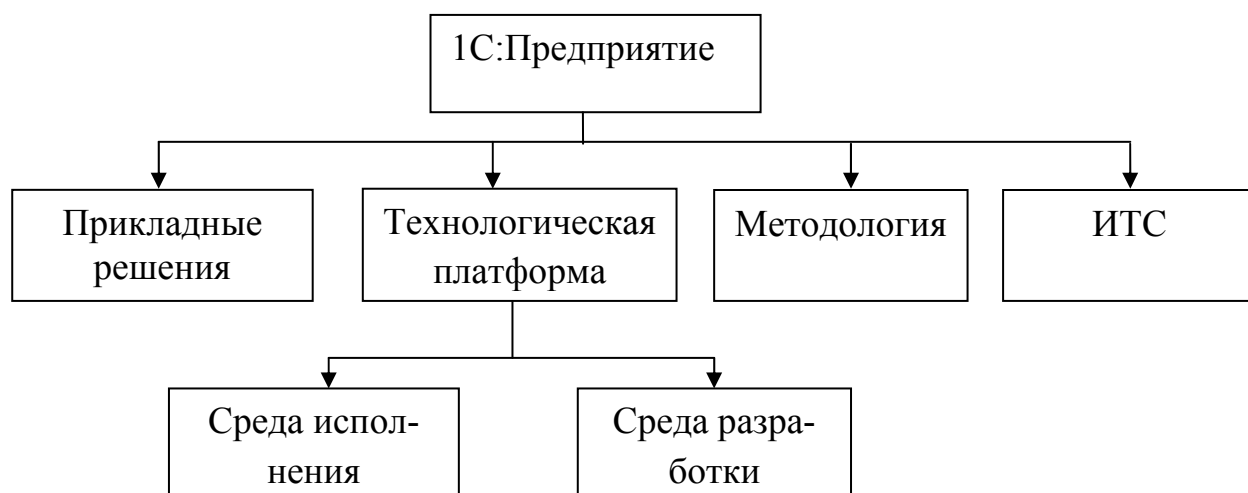 1С:Предприятие
Прикладные
решения
Технологическая
платформа
Методология
ИТС
Среда испол-
нения
Среда разра-
ботки